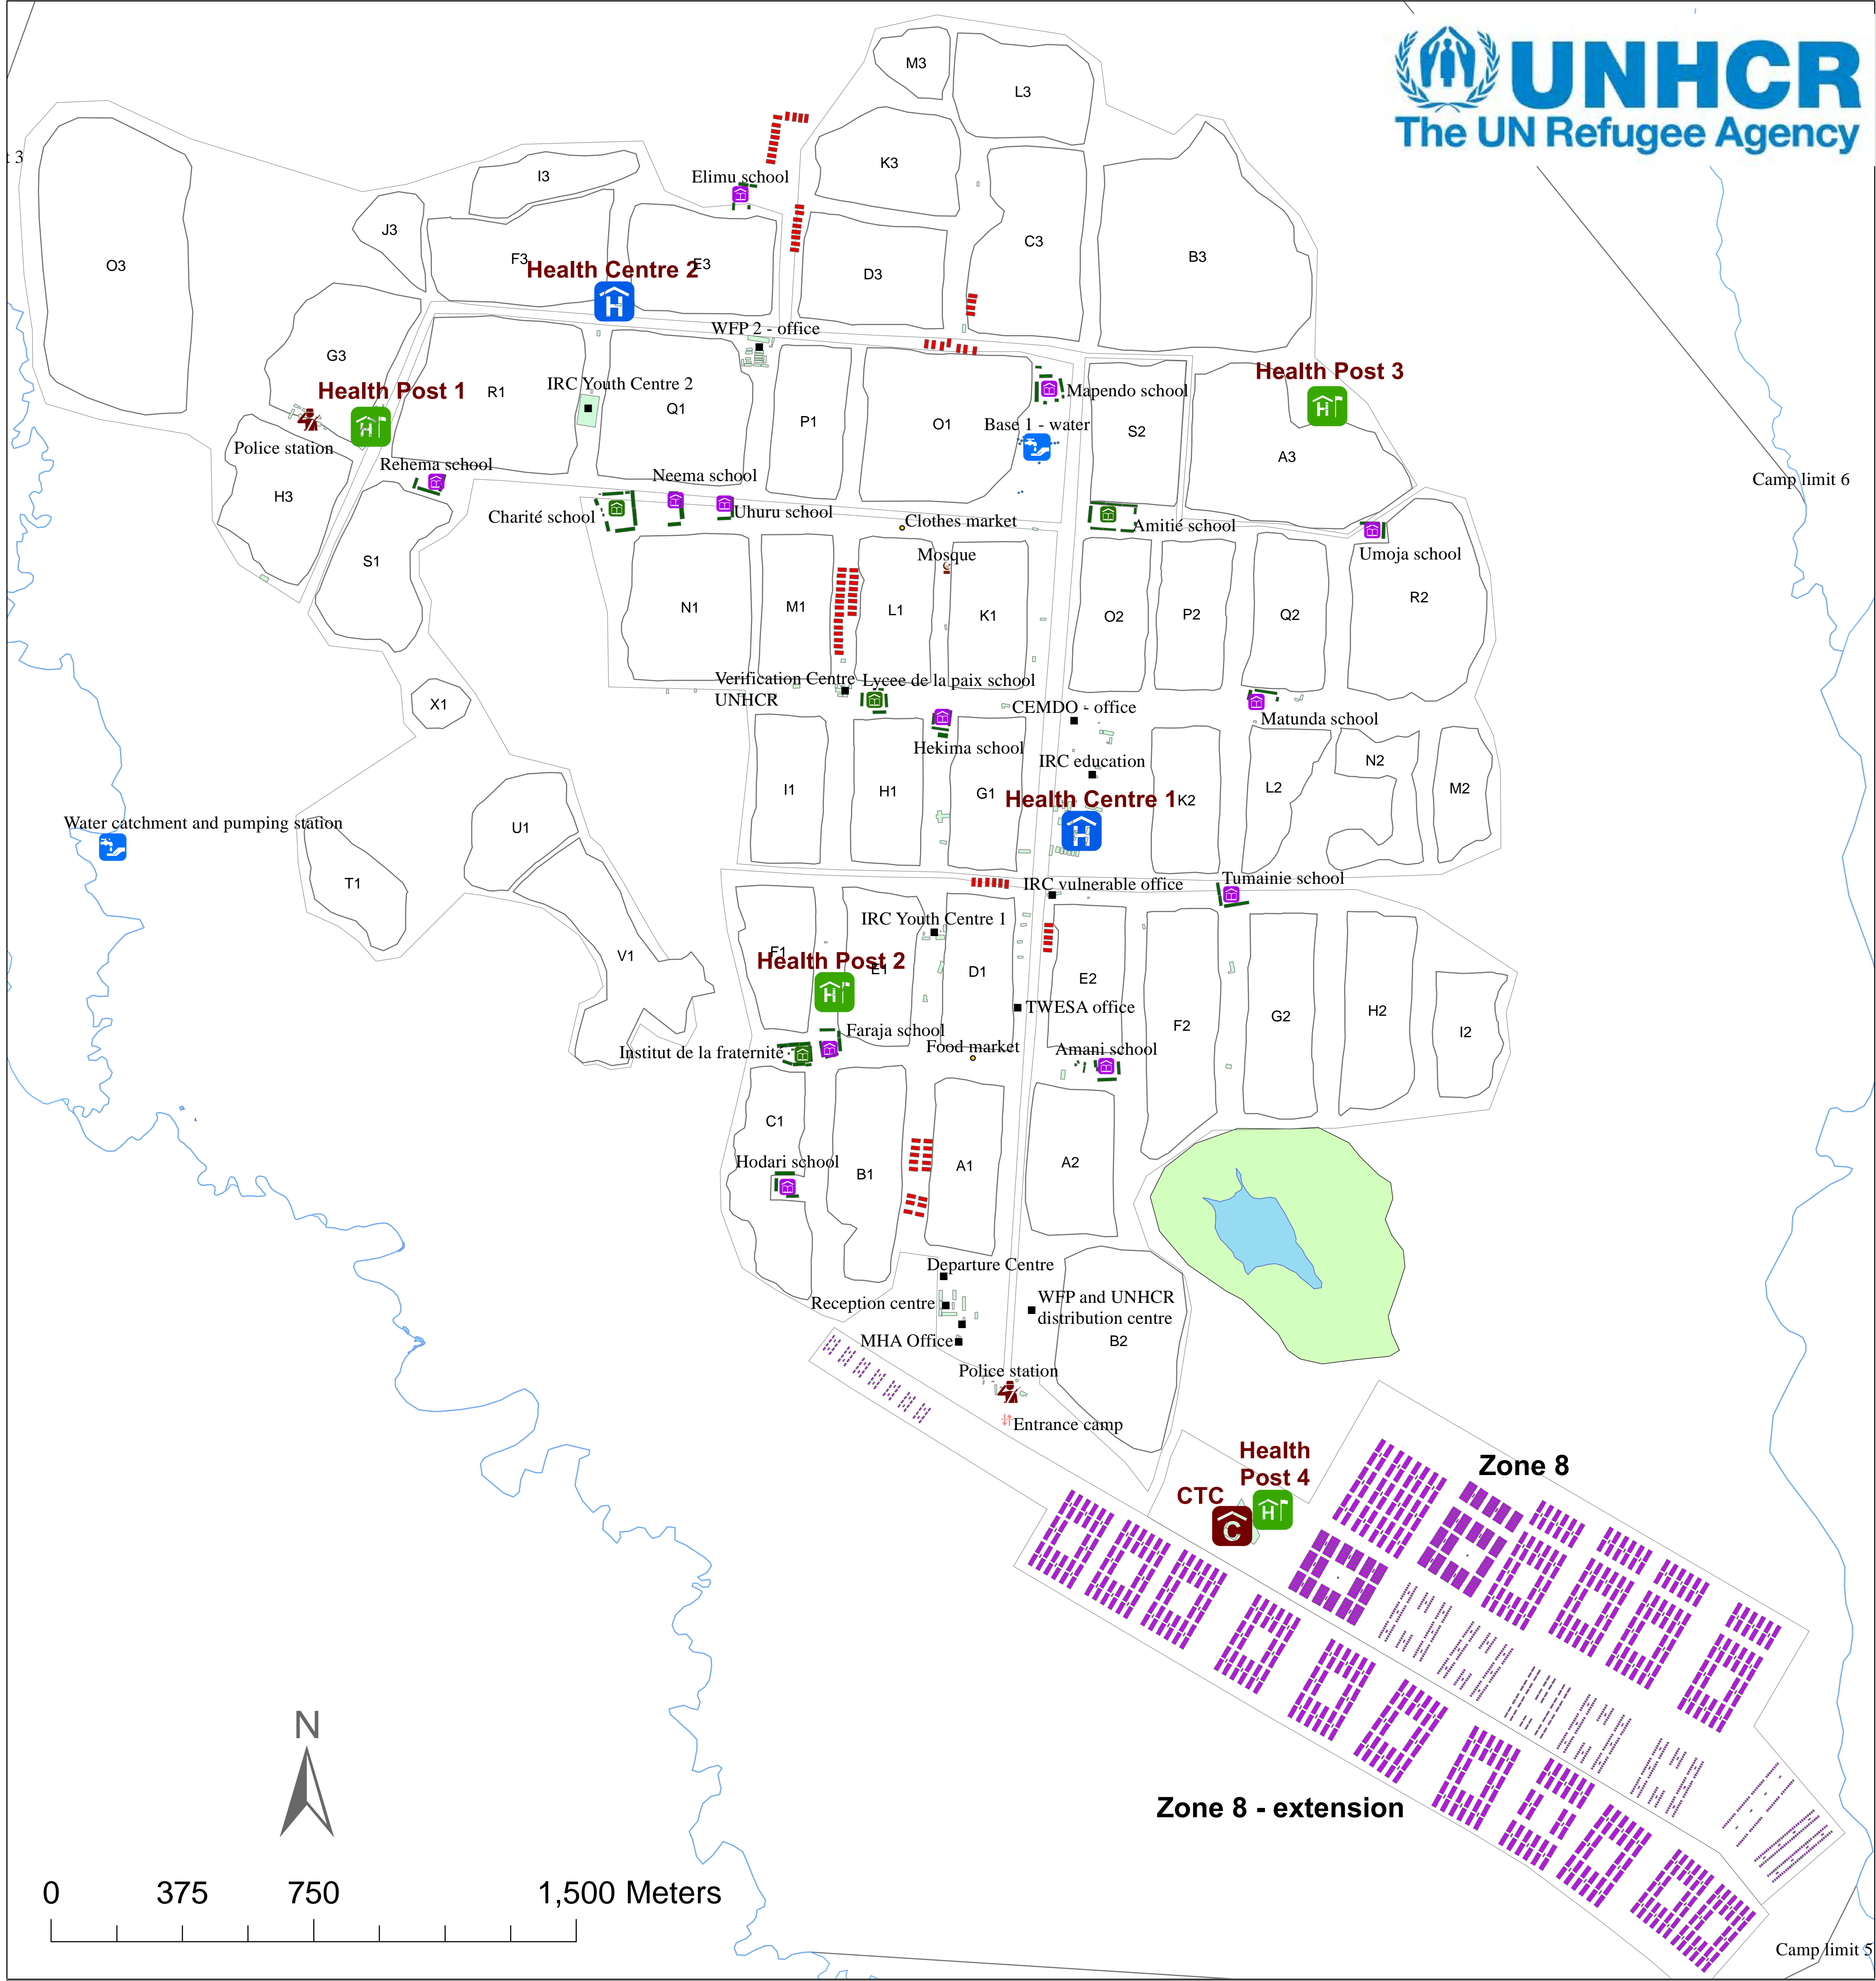 UNHCR
The UN Refugee Agency
M3
L3
K3
: 3
I3
Elimu school
J3
C3
B3
O3
F3
E3
D3
Health Centre 2
WFP 2 - office
G3
Health Post 1
R1
IRC Youth Centre 2
Q1
P1
O1
Mapendo school
Base 1 - water
S2
Health Post 3
A3
Police station
Rehema school
Neema school
H3
Charité school
Uhuru school
Clothes market
Amitié school
Camp limit 6
Umoja school
S1
Mosque
N1
M1
L1
K1
O2
P2
Q2
R2
Verification Centre
UNHCR
Lycee de la paix school
X1
CEMDO - office
Matunda school
Hekima school
IRC education
N2
I1
H1
G1
Health Centre 1
K2
L2
M2
Water catchment and pumping station
U1
T1
IRC vulnerable office
Tumainie school
IRC Youth Centre 1
F1
Health Post 2
E1
V1
D1
E2
TWESA office
F2
G2
H2
I2
Faraja school
Institut de la fraternité
Food market
Amani school
C1
Hodari school
B1
A1
A2
Departure Centre
Reception centre
WFP and UNHCR
distribution centre
MHA Office
B2
Police station
Entrance camp
Health
Post 4
CTC
C
Zone 8
Zone 8 - extension
N
0 375 750 1,500 Meters
Camp limit 5